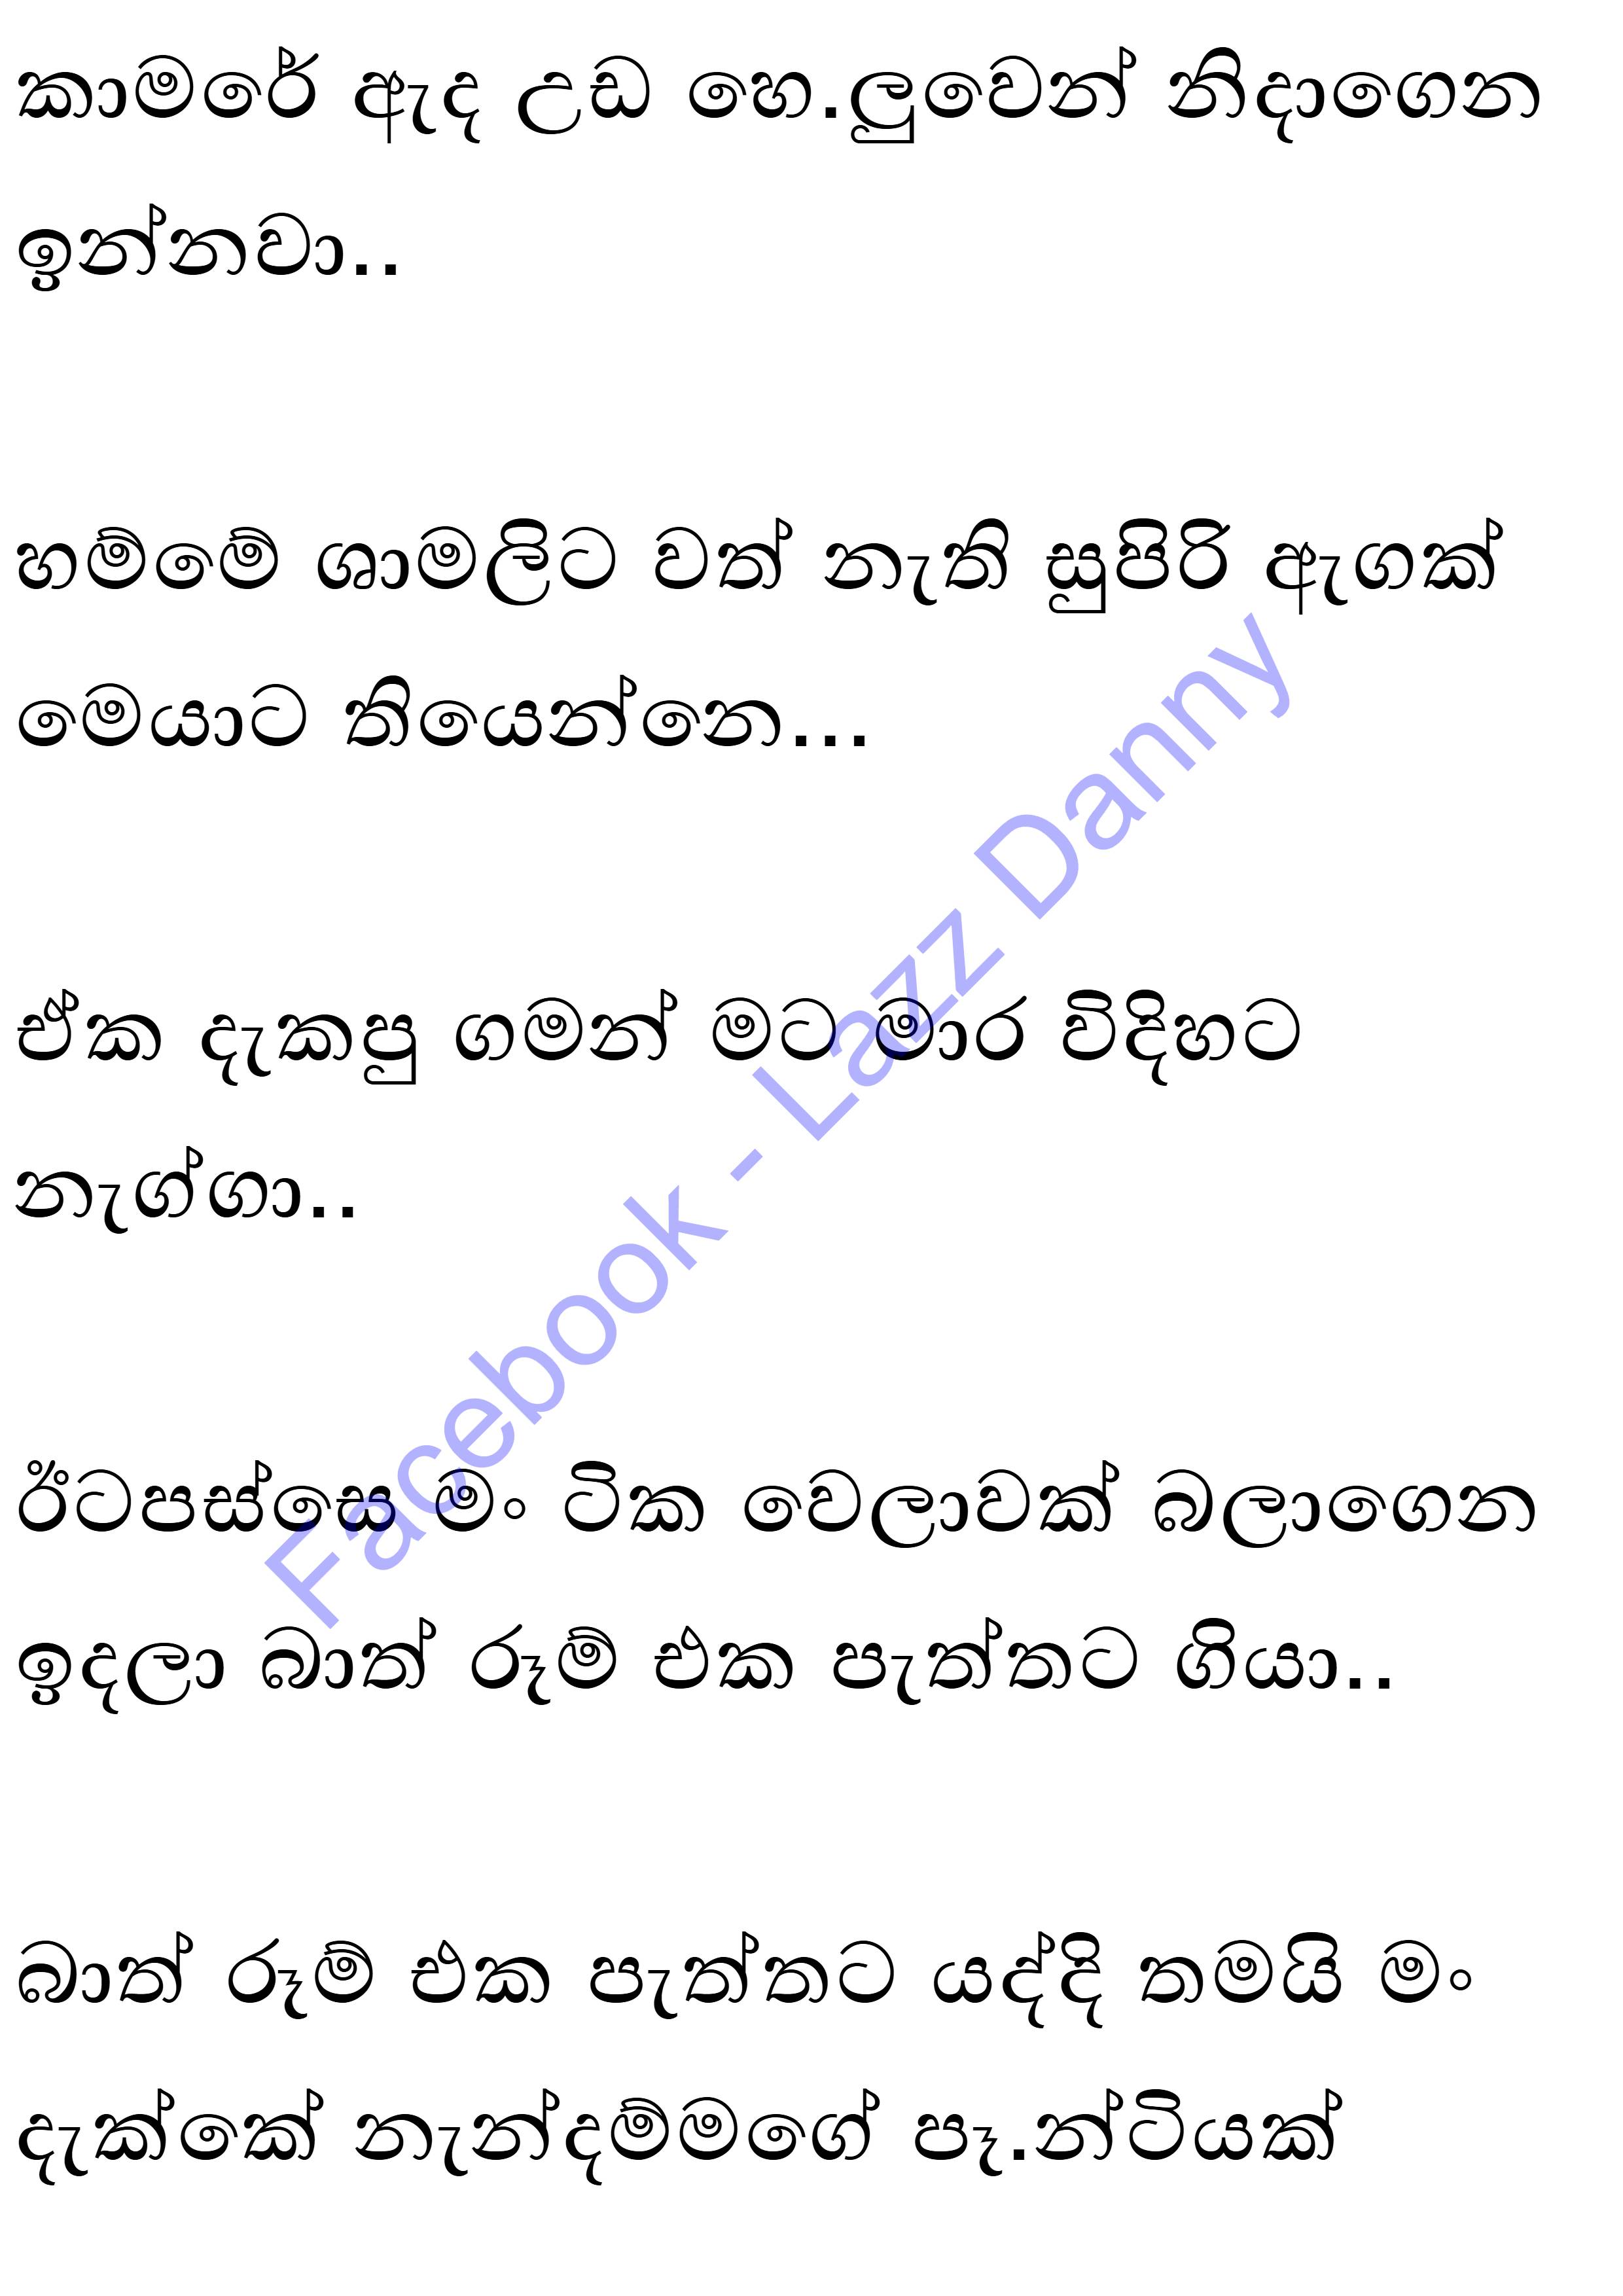 කාමරේ ඇද උඩ හෙ.ලුවෙන් නිදාගෙන
ඉන්නවා..
හම්මේ ශාමලිට වත් නැති සුපිරි ඇගක්
මෙයාට තියෙන්නෙ...
ඒක දැකපු ගමන් මට මාර විදිහට
නැග්ගා..
ඊටපස්සෙ මං ටික වෙලාවක් බලාගෙන
ඉදලා බාත් රූම් එක පැත්තට ගියා..
බාත් රූම් එක පැත්තට යද්දි තමයි මං
දැක්කේ නැන්දම්මගේ පෑ.න්ටියක්
Facebook - Lazz Danny